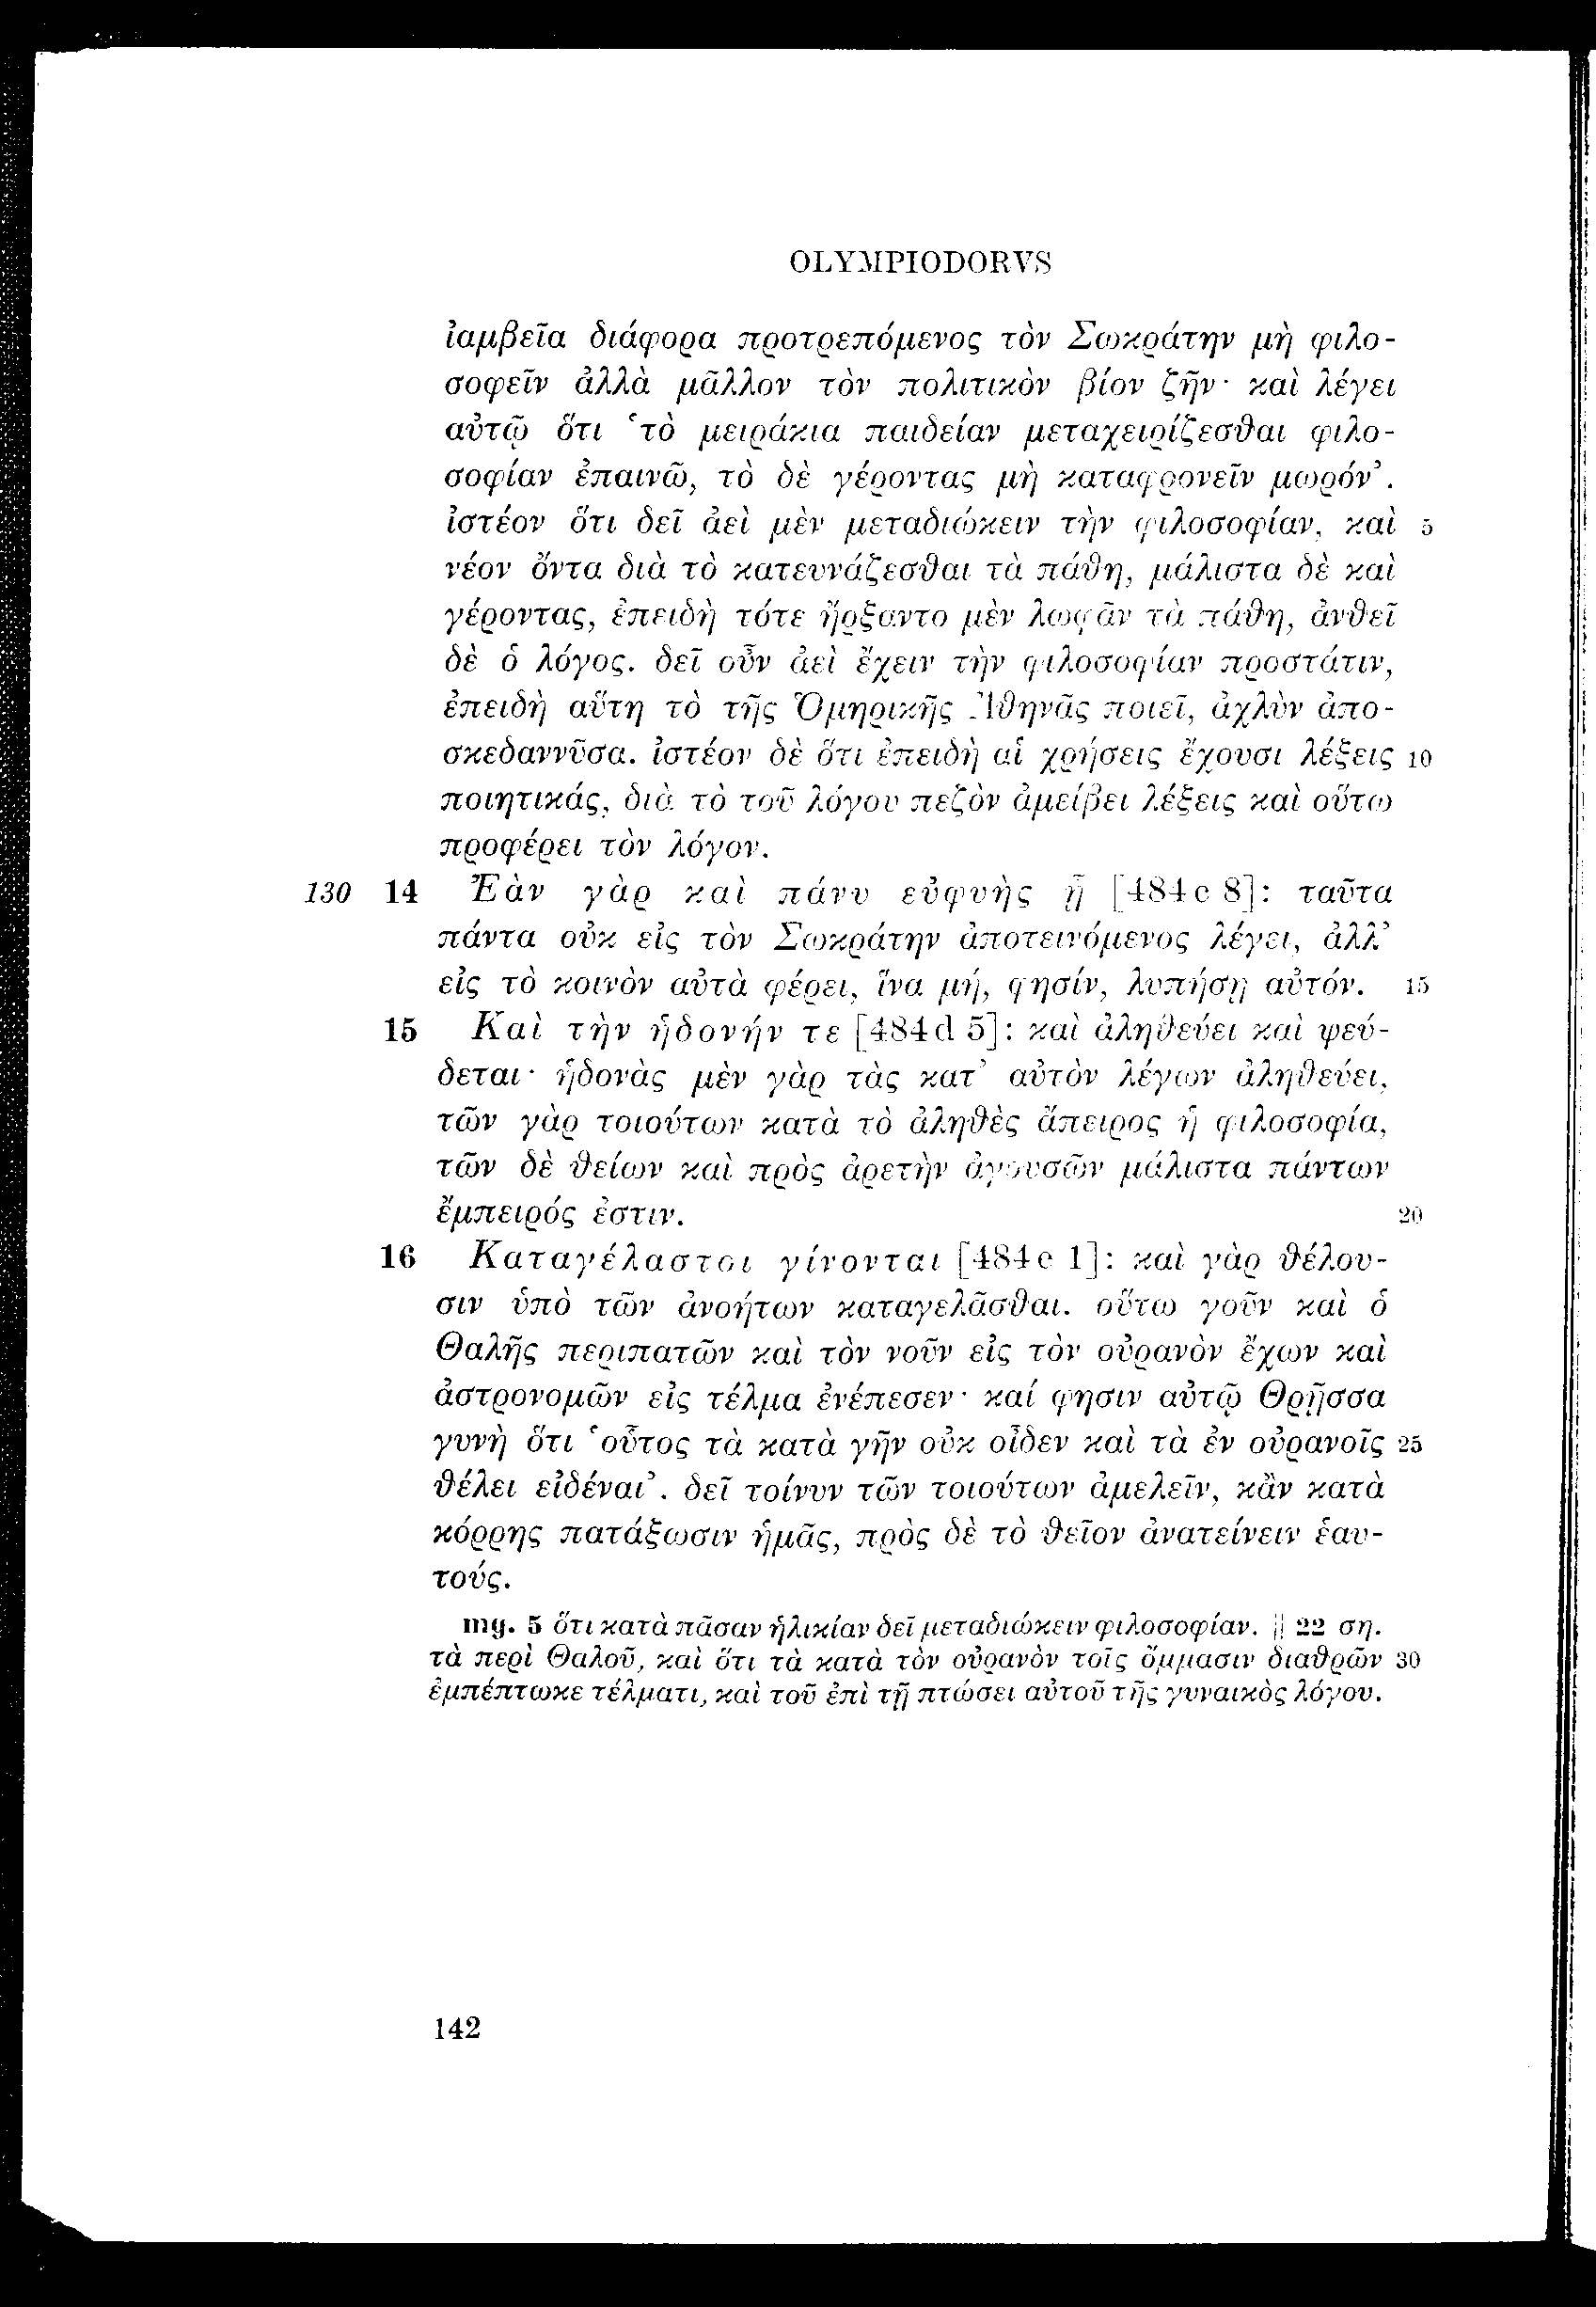 OLYMPIODORVS
ἰαμβεῖα διάφορα προτρεπόμενος τὸν Σωκράτην μὴ φιλο-
σοφεῖν ἀλλὰ μᾶλλον τὸν πολιτικὸν βίον ζῆν· καὶ λέγει
αὐτῷ ὅτι ‘τὸ μειράκια παιδείαν μεταχειρίζεσθαι φιλο-
σοφίαν ἐπαινῶ, τὸ δὲ γέροντας μὴ καταφρονεῖν μωρόν’.
ἰστέον ὅτι δεῖ ἀεὶ μὲν μεταδιώκειν τὴν φιλοσοφίαν, καὶ 5
νέον ὄντα διὰ τὸ κατευνάζεσθαι τὰ πάθη, μάλιστα δὲ καὶ
γέροντας, ἐπειδὴ τότε ἤρξαντο μὲν λωφᾶν τὰ πάθη, ἀνθεῖ
δὲ ὁ λόγος. δεῖ οὖν ἀεὶ ἔχειν τὴν φιλοσοφίαν προστάτιν,
ἐπειδὴ αὕτη τὸ τῆς Ὁμηρικῆς Ἀθηνᾶς ποιεῖ, ἀχλὺν ἀπο-
σκεδαννῦσα. ἰστέον δὲ ὅτι ἐπειδὴ αἱ χρήσεις ἔχουσι λέξεις 10
ποιητικάς, διὰ τὸ τοῦ λόγου πεζὸν ἀμείβει λέξεις καὶ οὕτω
προφέρει τὸν λόγον.
130 14 Ἐὰν γὰρ καὶ πάνυ εὐφυὴς ᾖ [484c 8]: ταῦτα
πάντα οὐκ εἰς τὸν Σωκράτην ἀποτεινόμενος λέγει, ἀλλ’
εἰς τὸ κοινὸν αὐτὰ φέρει, ἵνα μή, φησίν, λυπήσῃ αὐτόν. 15
15 Καὶ τὴν ἡδονήν τε [484d 5]: καὶ ἀληθεύει καὶ ψεύ-
δεται· ἡδονὰς μὲν γὰρ τὰς κατ’ αὐτὸν λέγων ἀληθεύει,
τῶν γὰρ τοιούτων κατὰ τὸ ἀληθὲς ἄπειρος ἡ φιλοσοφία,
τῶν δὲ θείων καὶ πρὸς ἀρετὴν ἀγουσῶν μάλιστα πάντων
ἔμπειρός ἐστιν. 20
16 Καταγέλαστοι γίνονται [484e 1]: καὶ γὰρ θέλου-
σιν ὑπὸ τῶν ἀνοήτων καταγελᾶσθαι. οὕτω γοῦν καὶ ὁ
Θαλῆς περιπατῶν καὶ τὸν νοῦν εἰς τὸν οὐρανὸν ἔχων καὶ
ἀστρονομῶν εἰς τέλμα ἐνέπεσεν· καί φησιν αὐτῷ Θρῇσσα
γυνὴ ὅτι ‘οὗτος τὰ κατὰ γῆν οὐκ οἶδεν καὶ τὰ ἐν οὐρανοῖς 25
θέλει εἰδέναι’. δεῖ τοίνυν τῶν τοιούτων ἀμελεῖν, κἂν κατὰ
κόρρης πατάξωσιν ἡμᾶς, πρὸς δὲ τὸ θεῖον ἀνατείνειν ἑαυ-
τούς.
mg. 5 ὅτι κατὰ πᾶσαν ἡλικίαν δεῖ μεταδιώκειν φιλοσοφίαν. || 22 ση.
τὰ περὶ Θαλοῦ, καὶ ὅτι τὰ κατὰ τὸν οὐρανὸν τοῖς ὄμμασιν διαθρῶν 30
ἐμπέπτωκε τέλματι, καὶ τοῦ ἐπὶ τῇ πτώσει αὐτοῦ τῆς γυναικὸς λόγου.
142